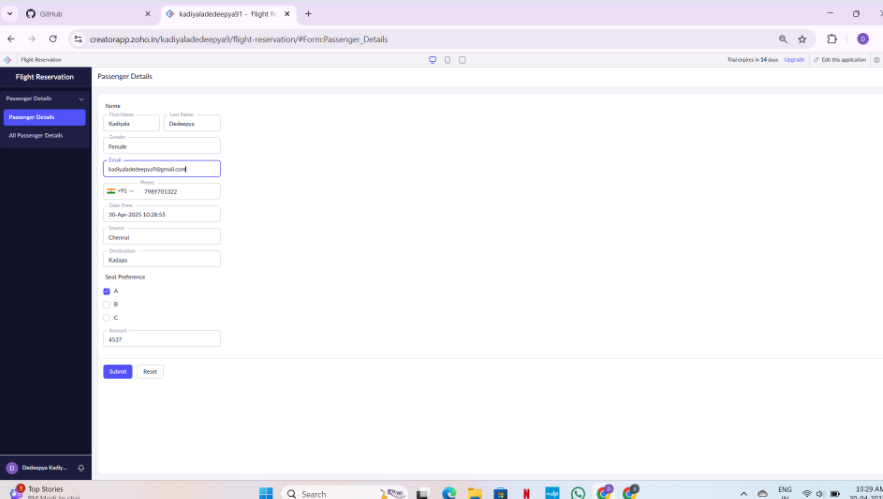 GitHub
kadiyaladedeepya91 - Flight Re
creatorapp.zoho.in/kadiyaladedeepya9/flight-reservation/#Form:Passenger_Details
D
Flight Reservation
Trial expires in 14 days Upgrade Edit this application
Flight Reservation
Passenger Details
Passenger Details
Passenger Details
All Passenger Details
Name
First Name
Last Name
Kadiyala
Dedeepya
Gender
Female
Email
kadiyaladedeepya9@gmail.com
Phone
+91 7989701322
Date-Time
30-Apr-2025 10:28:55
Source
Chennai
Destination
Kadapa
Seat Preference
A
B
C
Amount
4537
Submit Reset
D Dedeepya Kadiy...
1 Top Stories
PM Modi to chai
Search
ENG
IN
10:29 AM